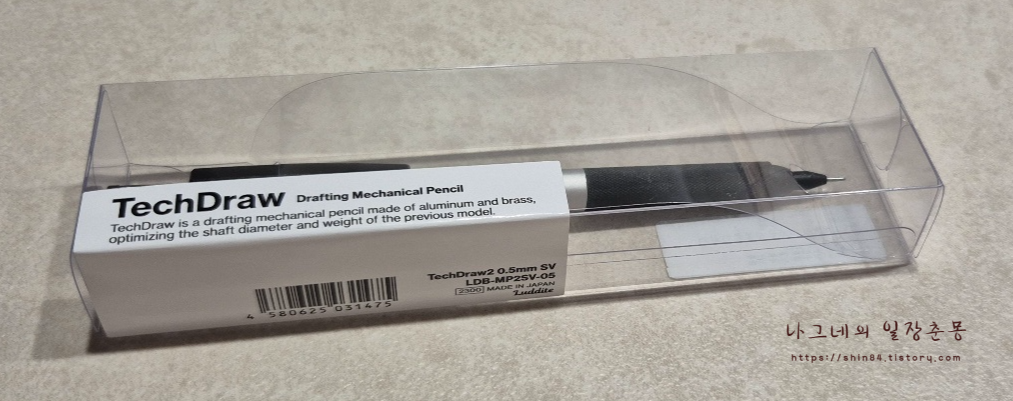 TechDraw Drafting Mechanical Pencil
TechDraw is a drafting mechanical pencil made of aluminum and brass,
optimizing the shaft diameter and weight of the previous model.
TechDraw2 0.5mm SV
LDB-MP2SV-05
2300 MADE IN JAPAN
Luddite
4 580625 031475
나그네의 일장춘몽
https://shin84.tistory.com